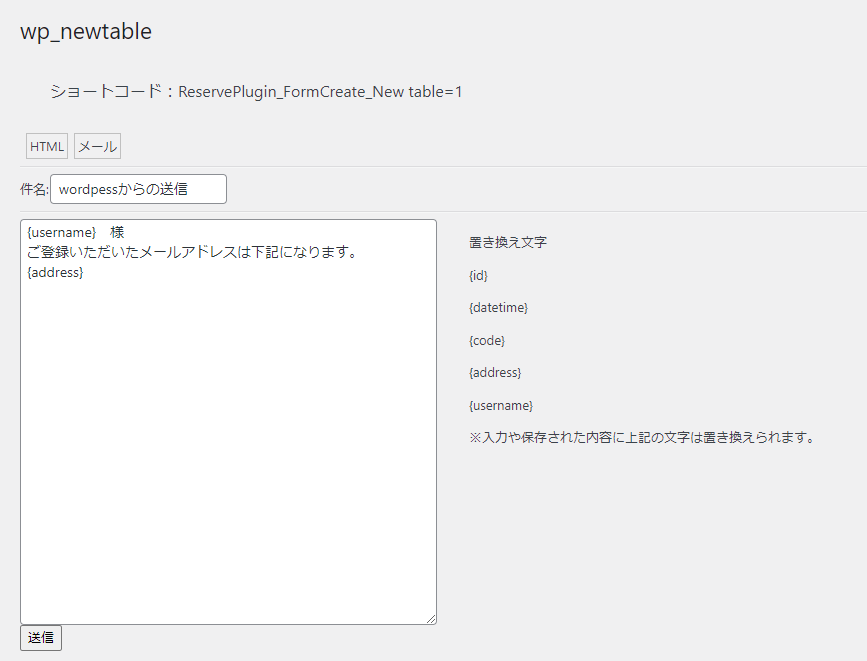 wp_newtable
ショートコード：ReservePlugin_FormCreate_New table=1
HTML メール
件名: wordpessからの送信
{username}　様
ご登録いただいたメールアドレスは下記になります。
{address}
置き換え文字
{id}
{datetime}
{code}
{address}
{username}
※入力や保存された内容に上記の文字は置き換えられます。
送信